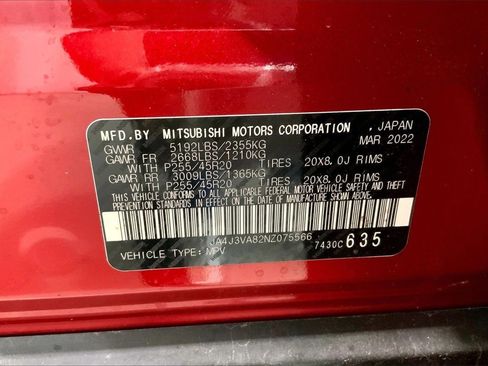 MFD.BY MITSUBISHI MOTORS CORPORATION , JAPAN
MAR 2022
GVWR 5192LBS/2355KG
GAWR FR 2668LBS/1210KG
WITH P255/45R20 TIRES 20X8.0J RIMS
GAWR RR 3009LBS/1365KG
WITH P255/45R20 TIRES 20X8.0J RIMS
THIS VEHICLE CONFORMS TO ALL APPLICABLE FEDERAL MOTOR VEHICLE SAFETY AND THEFT
PREVENTION STANDARDS IN EFFECT ON THE DATE OF MANUFACTURE SHOWN ABOVE.
JA4J3VA82NZ075566
7430C 635
VEHICLE TYPE: MPV